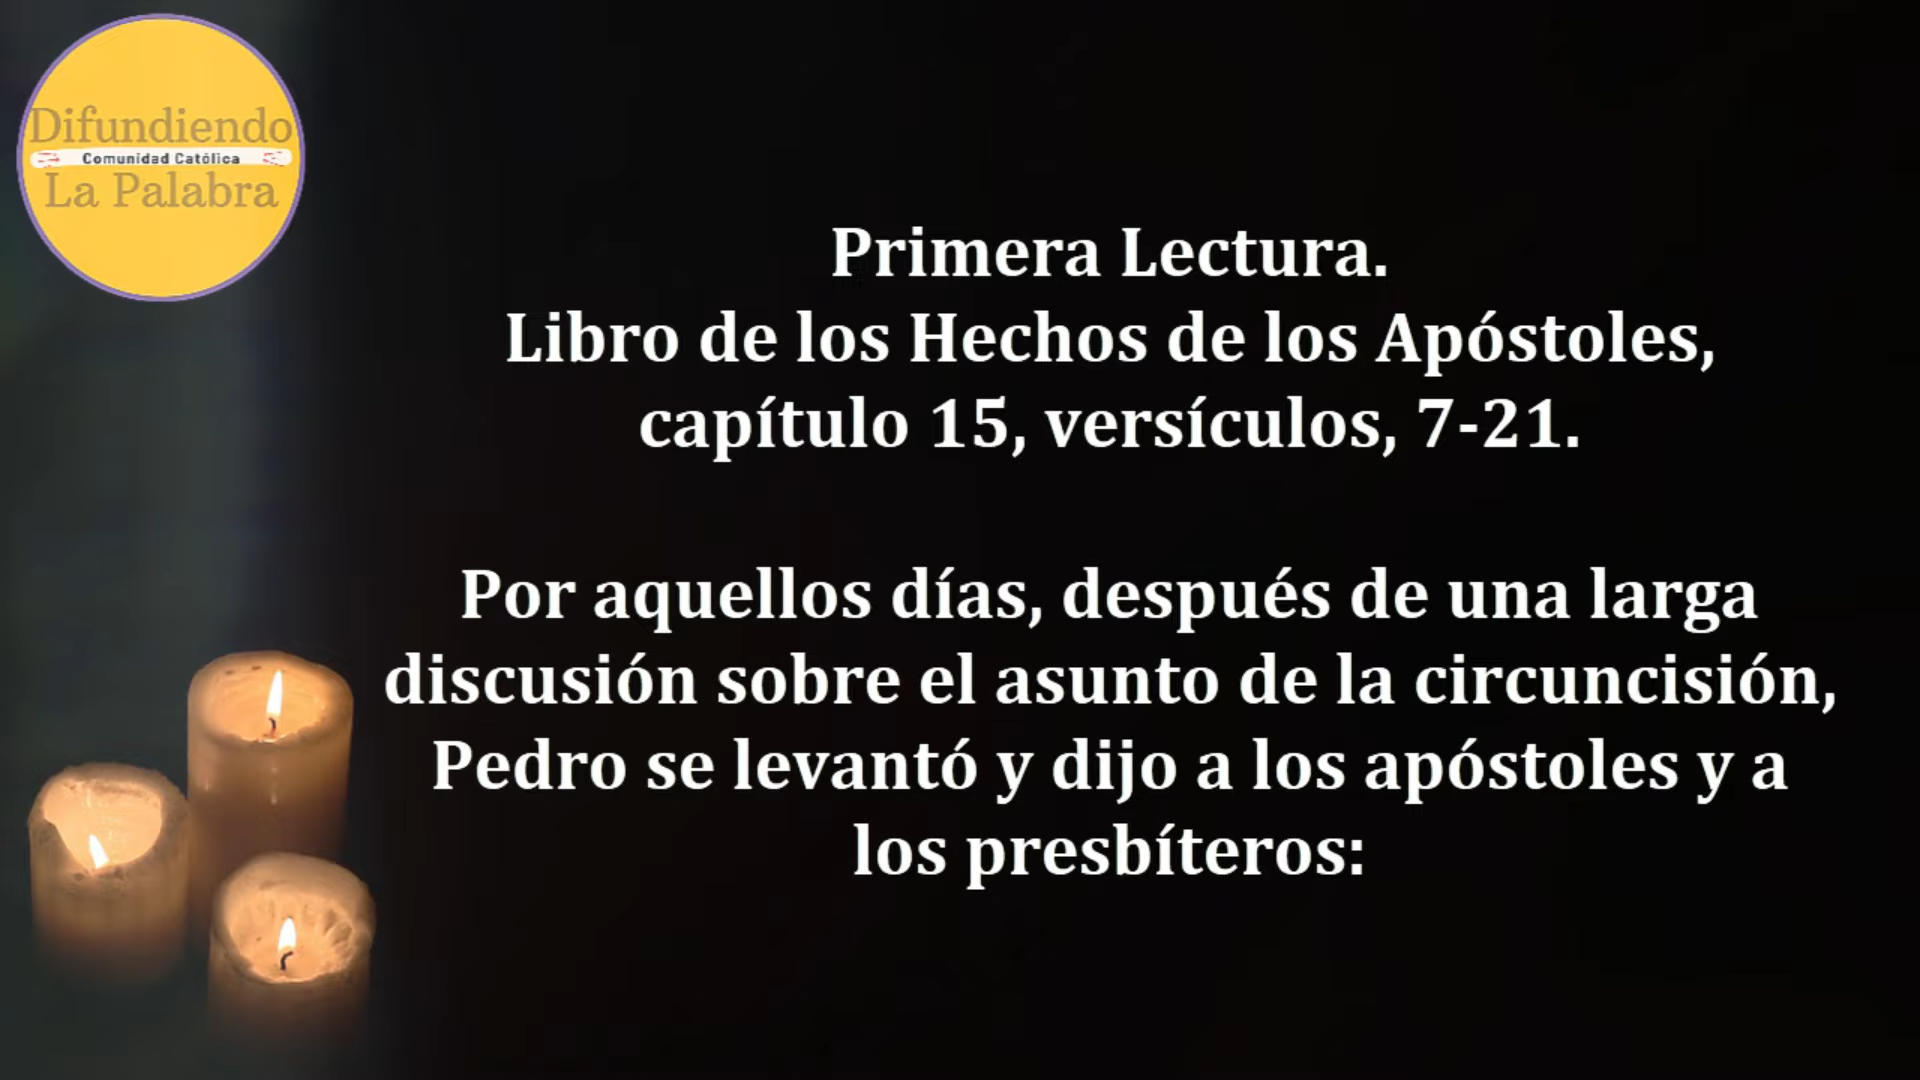 Difundiendo
Comunidad Católica
La Palabra
Primera Lectura.
Libro de los Hechos de los Apóstoles,
capítulo 15, versículos, 7-21.
Por aquellos días, después de una larga
discusión sobre el asunto de la circuncisión,
Pedro se levantó y dijo a los apóstoles y a
los presbíteros: